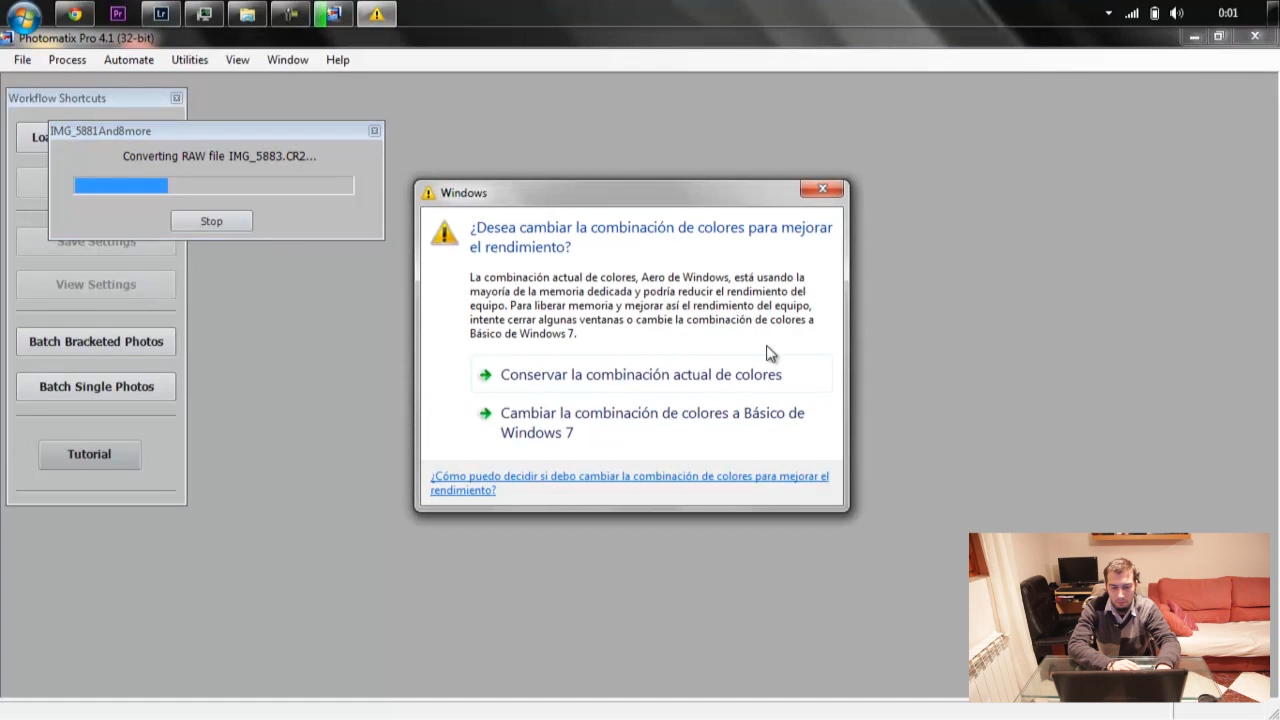 0:01
Photomatix Pro 4.1 (32-bit)
File Process Automate Utilities View Window Help
Workflow Shortcuts
IMG_5881And8more
Converting RAW file IMG_5883.CR2...
Stop
Save Settings
View Settings
Batch Bracketed Photos
Batch Single Photos
Tutorial
Windows
¿Desea cambiar la combinación de colores para mejorar
el rendimiento?
La combinación actual de colores, Aero de Windows, está usando la
mayoría de la memoria dedicada y podría reducir el rendimiento del
equipo. Para liberar memoria y mejorar así el rendimiento del equipo,
intente cerrar algunas ventanas o cambie la combinación de colores a
Básico de Windows 7.
Conservar la combinación actual de colores
Cambiar la combinación de colores a Básico de
Windows 7
¿Cómo puedo decidir si debo cambiar la combinación de colores para mejorar el
rendimiento?